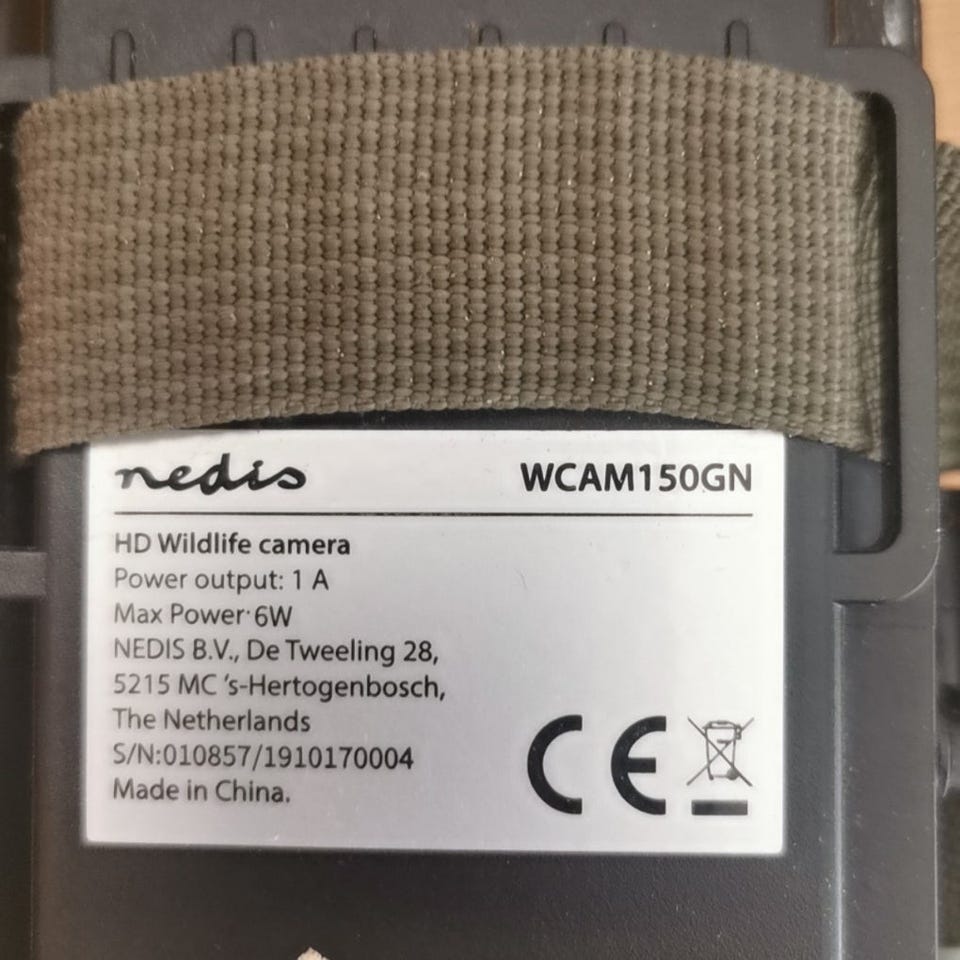 nedis WCAM150GN
HD Wildlife camera
Power output: 1 A
Max Power: 6W
NEDIS B.V., De Tweeling 28,
5215 MC 's-Hertogenbosch,
The Netherlands
S/N:010857/1910170004
Made in China.
CE